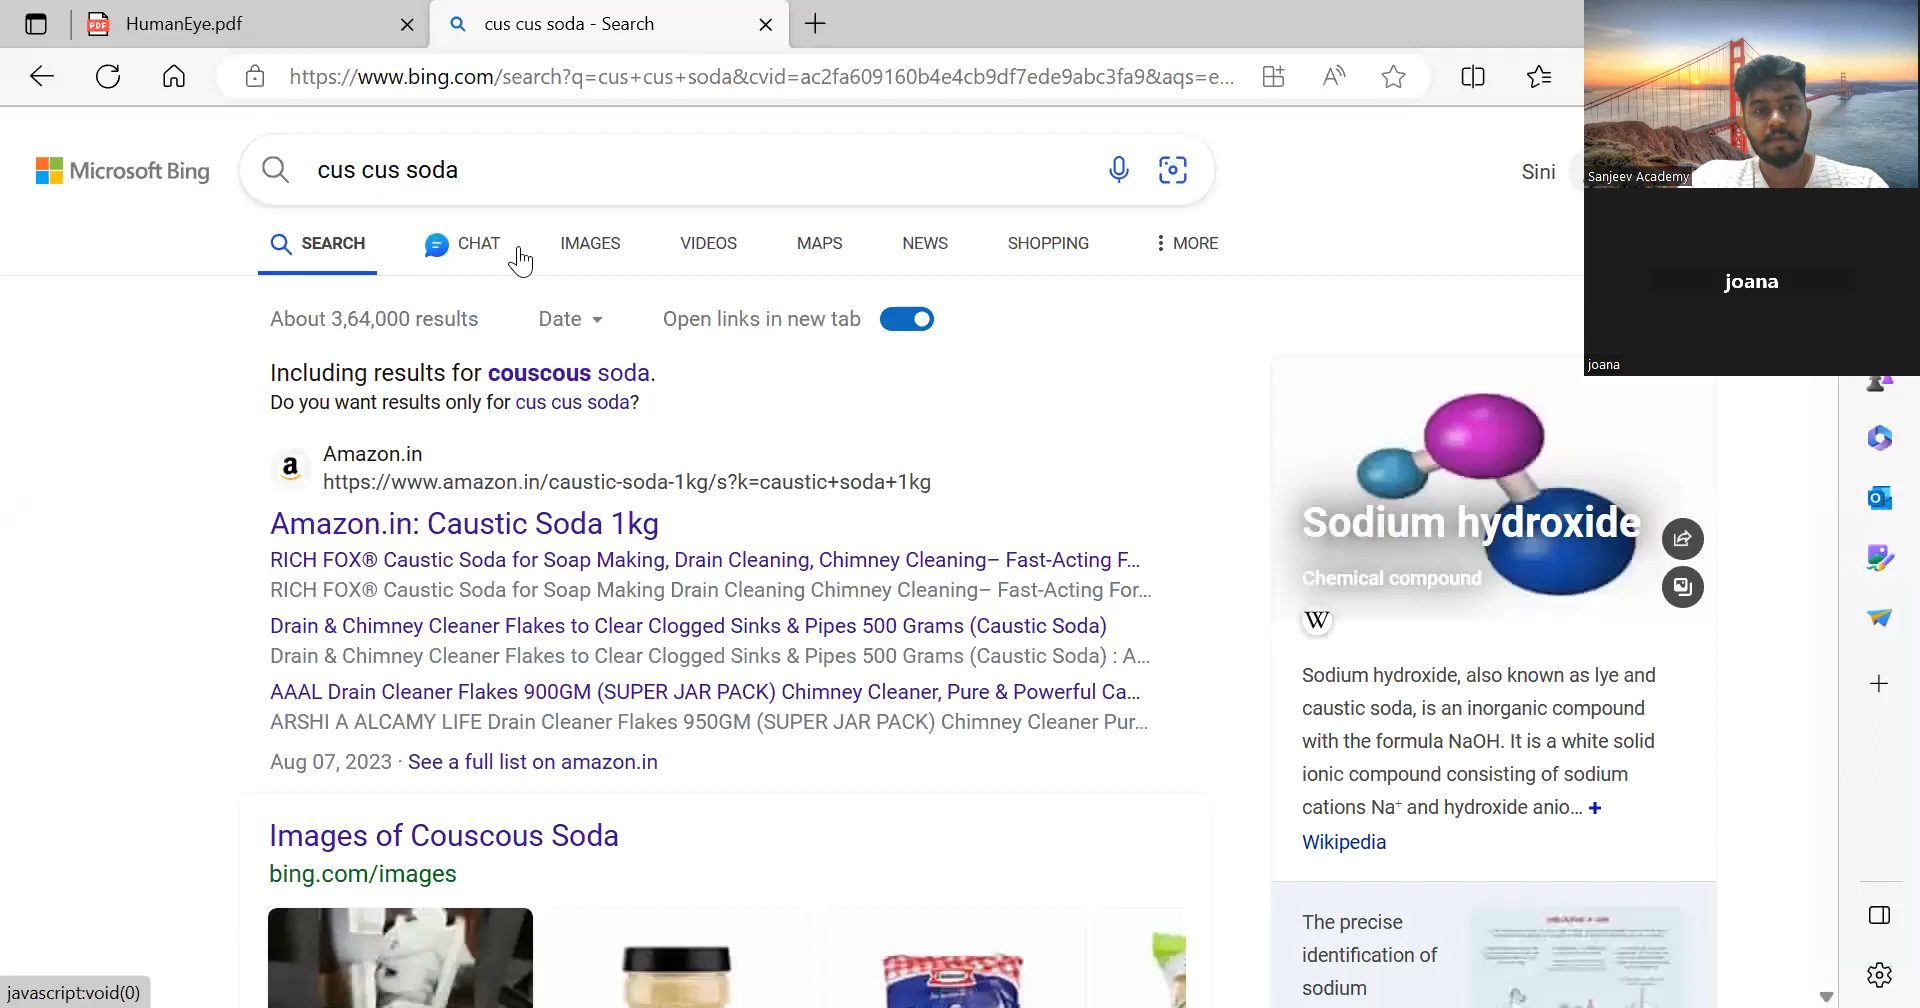 HumanEye.pdf
cus cus soda - Search
https://www.bing.com/search?q=cus+cus+soda&cvid=ac2fa609160b4e4cb9df7ede9abc3fa9&aqs=e...
Microsoft Bing
cus cus soda
Sini
Sanjeev Academy
SEARCH
CHAT
IMAGES
VIDEOS
MAPS
NEWS
SHOPPING
MORE
joana
joana
About 3,64,000 results
Date
Open links in new tab
Including results for couscous soda.
Do you want results only for cus cus soda?
Amazon.in
https://www.amazon.in/caustic-soda-1kg/s?k=caustic+soda+1kg
Amazon.in: Caustic Soda 1kg
RICH FOX® Caustic Soda for Soap Making, Drain Cleaning, Chimney Cleaning– Fast-Acting F...
RICH FOX® Caustic Soda for Soap Making Drain Cleaning Chimney Cleaning– Fast-Acting For...
Drain & Chimney Cleaner Flakes to Clear Clogged Sinks & Pipes 500 Grams (Caustic Soda)
Drain & Chimney Cleaner Flakes to Clear Clogged Sinks & Pipes 500 Grams (Caustic Soda) : A...
AAAL Drain Cleaner Flakes 900GM (SUPER JAR PACK) Chimney Cleaner, Pure & Powerful Ca...
ARSHI A ALCAMY LIFE Drain Cleaner Flakes 950GM (SUPER JAR PACK) Chimney Cleaner Pur...
Aug 07, 2023 · See a full list on amazon.in
Images of Couscous Soda
bing.com/images
Sodium hydroxide
Chemical compound
W
Sodium hydroxide, also known as lye and
caustic soda, is an inorganic compound
with the formula NaOH. It is a white solid
ionic compound consisting of sodium
cations Na⁺ and hydroxide anio... +
Wikipedia
The precise
identification of
sodium
javascript:void(0)